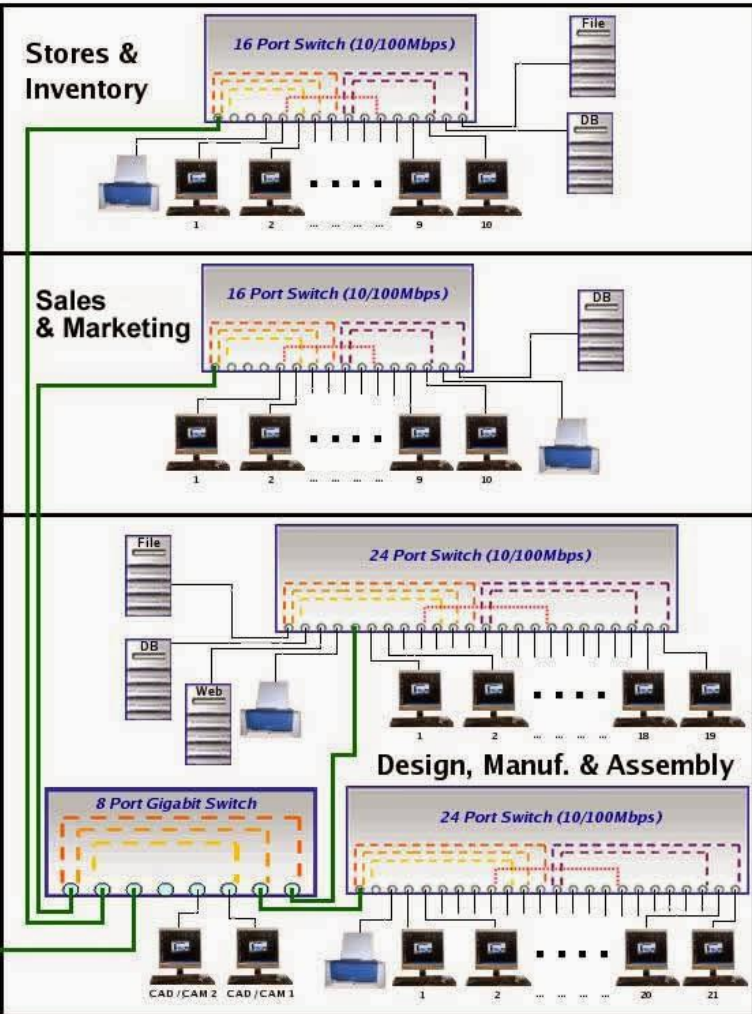 Stores &
Inventory
16 Port Switch (10/100Mbps)
File
DB
1 2 ... ... ... ... 9 10
Sales
& Marketing
16 Port Switch (10/100Mbps)
DB
1 2 ... ... ... ... 9 10
24 Port Switch (10/100Mbps)
File
DB
Web
1 2 ... ... ... ... 18 19
Design, Manuf. & Assembly
8 Port Gigabit Switch
24 Port Switch (10/100Mbps)
CAD/CAM 2 CAD/CAM 1
1 2 ... ... ... ... 20 21